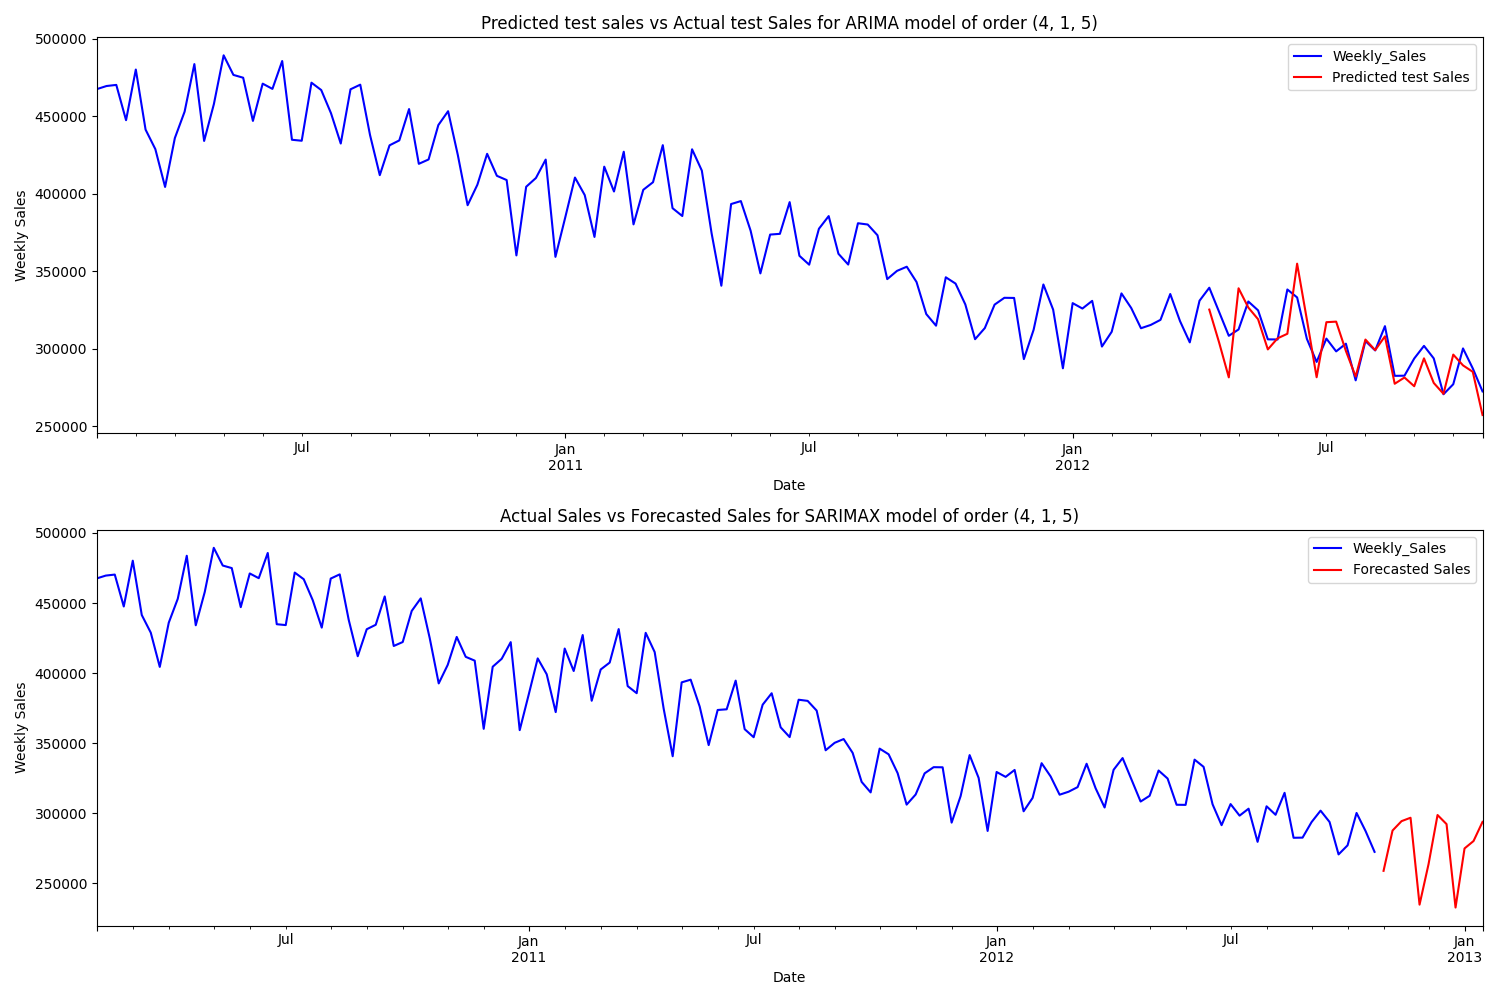 Predicted test sales vs Actual test Sales for ARIMA model of order (4, 1, 5)
500000
450000
400000
350000
300000
250000
Weekly Sales
Weekly_Sales
Predicted test Sales
Jul
Jan
2011
Jul
Jan
2012
Jul
Date
Actual Sales vs Forecasted Sales for SARIMAX model of order (4, 1, 5)
500000
450000
400000
350000
300000
250000
Weekly Sales
Weekly_Sales
Forecasted Sales
Jul
Jan
2011
Jul
Jan
2012
Jul
Jan
2013
Date